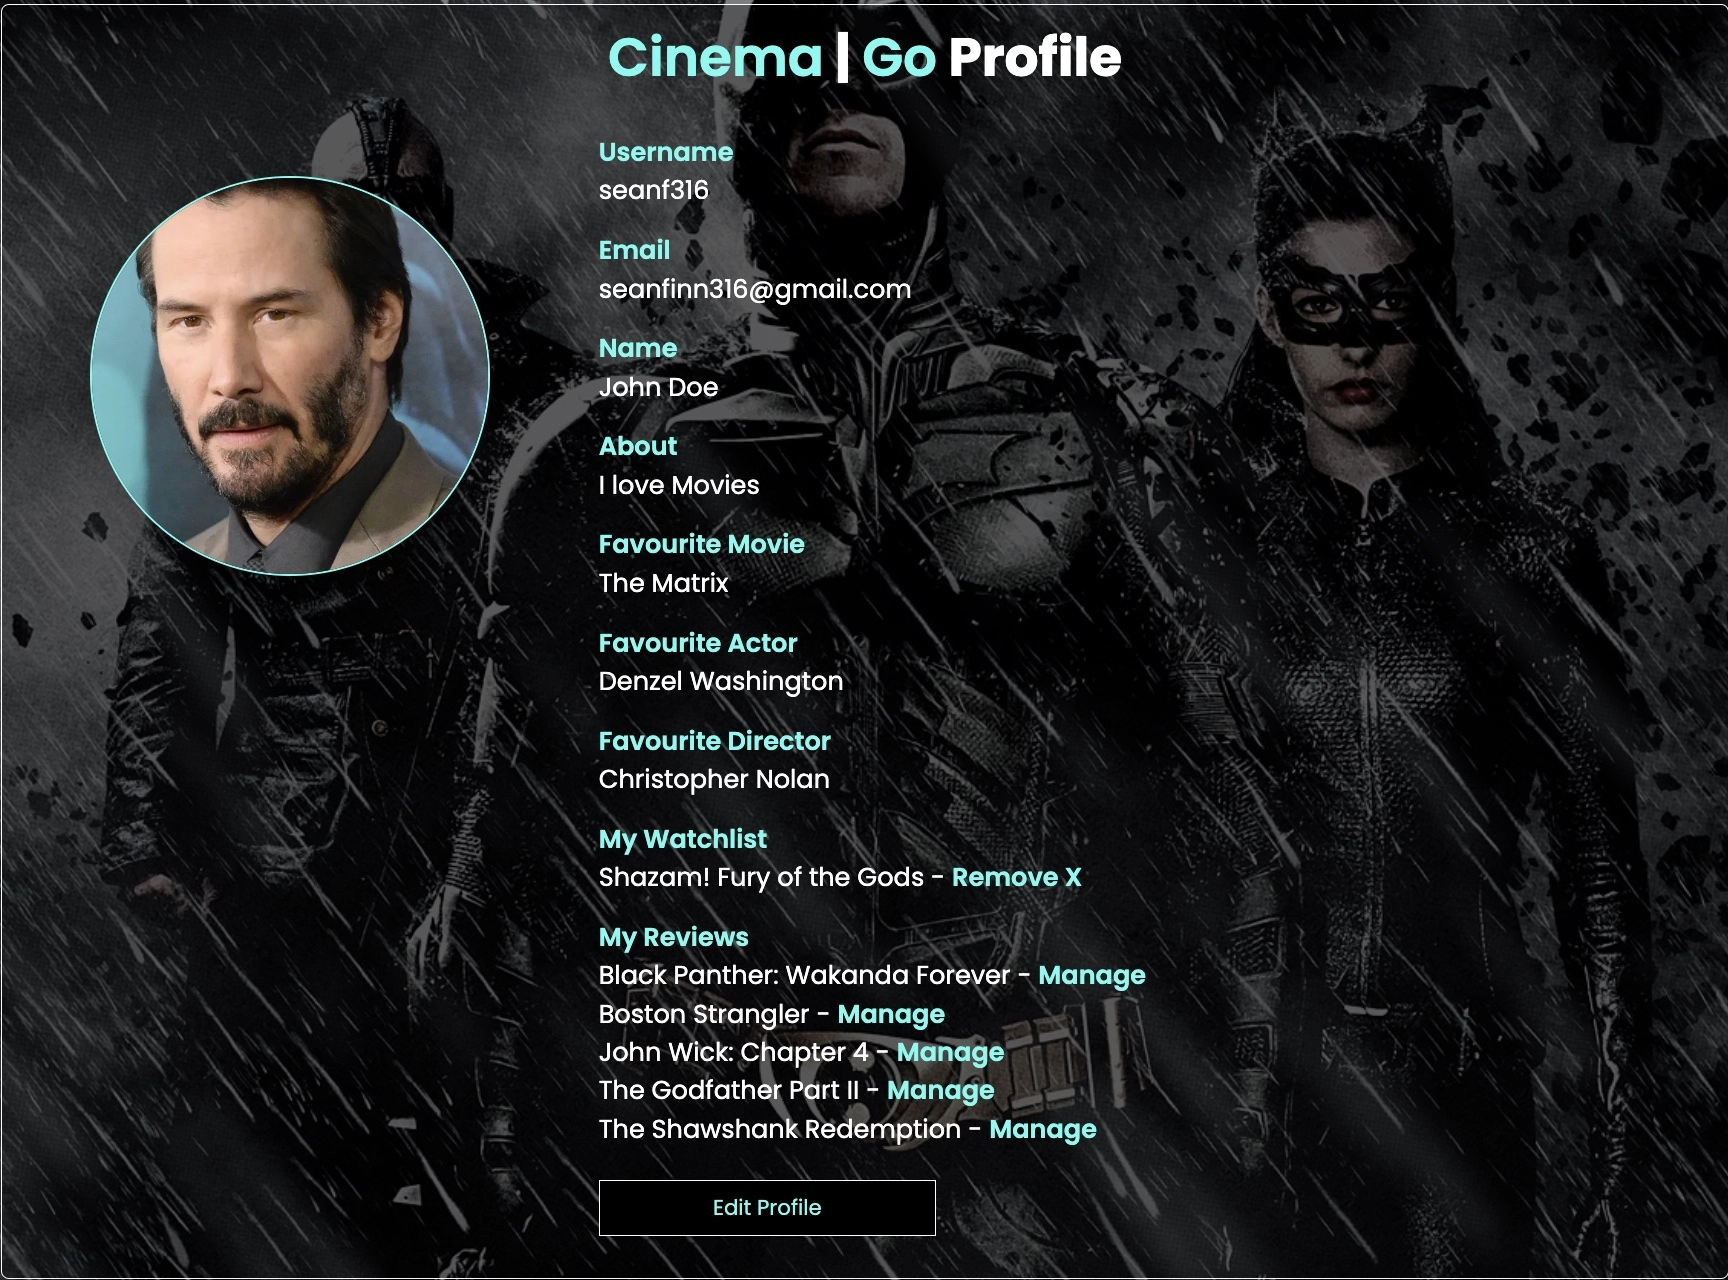 Cinema | Go Profile
Username
seanf316
Email
seanfinn316@gmail.com
Name
John Doe
About
I love Movies
Favourite Movie
The Matrix
Favourite Actor
Denzel Washington
Favourite Director
Christopher Nolan
My Watchlist
Shazam! Fury of the Gods - Remove X
My Reviews
Black Panther: Wakanda Forever - Manage
Boston Strangler - Manage
John Wick: Chapter 4 - Manage
The Godfather Part II - Manage
The Shawshank Redemption - Manage
Edit Profile